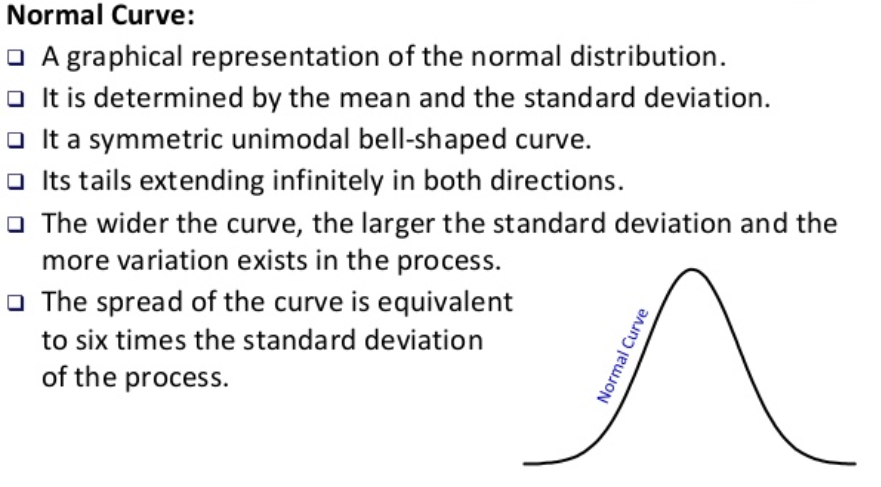 Normal Curve:
❑ A graphical representation of the normal distribution.
❑ It is determined by the mean and the standard deviation.
❑ It a symmetric unimodal bell-shaped curve.
❑ Its tails extending infinitely in both directions.
❑ The wider the curve, the larger the standard deviation and the
more variation exists in the process.
❑ The spread of the curve is equivalent
to six times the standard deviation
of the process.
Normal Curve